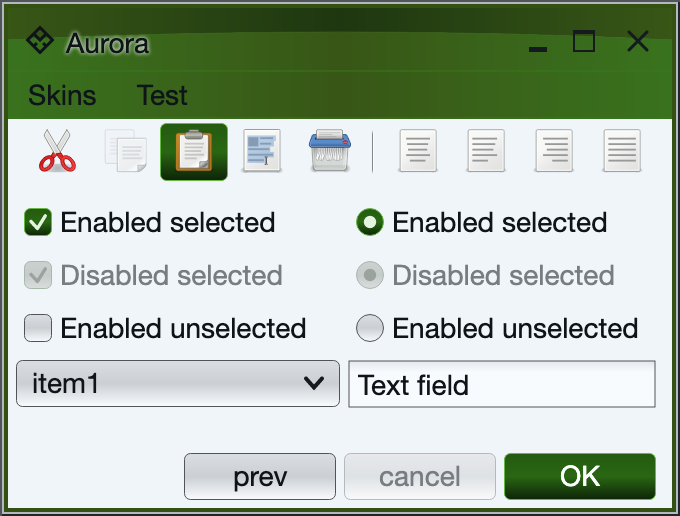 Aurora
Skins Test
Enabled selected Enabled selected
Disabled selected Disabled selected
Enabled unselected Enabled unselected
item1 Text field
prev cancel OK